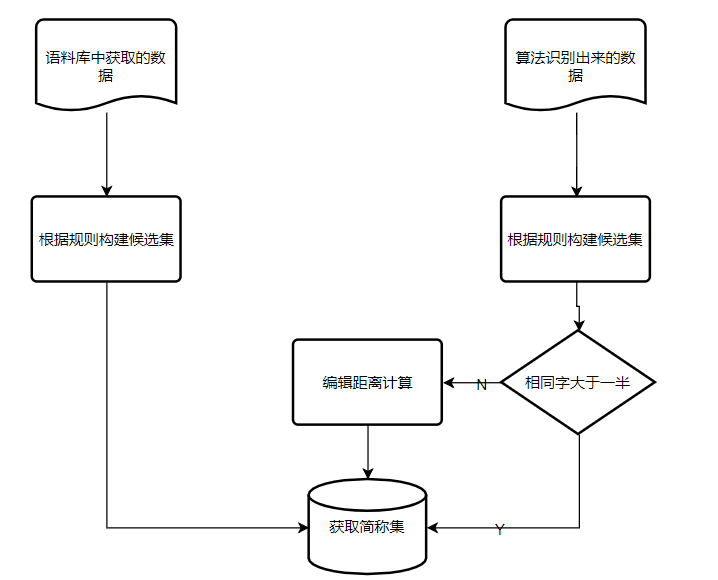 语料库中获取的数
据
算法识别出来的数
据
根据规则构建候选集
根据规则构建候选集
编辑距离计算
N
相同字大于一半
获取简称集
Y